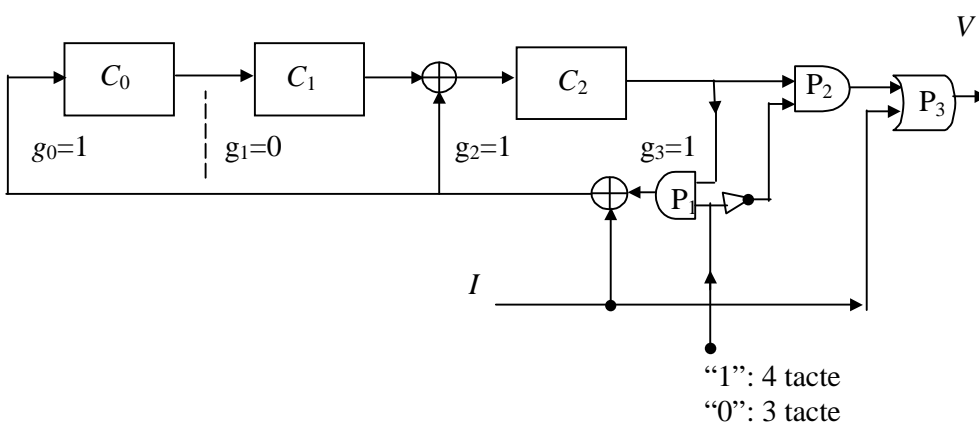 V
C₀ C₁ C₂ P₂ P₃
g₀=1 g₁=0 g₂=1 g₃=1
P₁
I
“1”: 4 tacte
“0”: 3 tacte